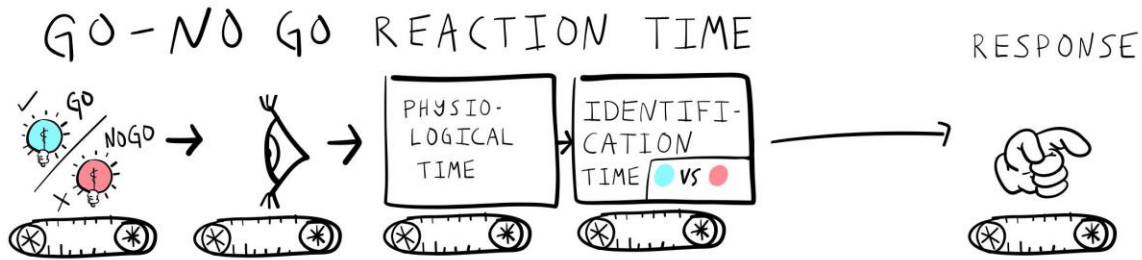 GO-NO GO REACTION TIME
RESPONSE
GO
NOGO
PHYSIO-
LOGICAL
TIME
IDENTIFI-
CATION
TIME
VS